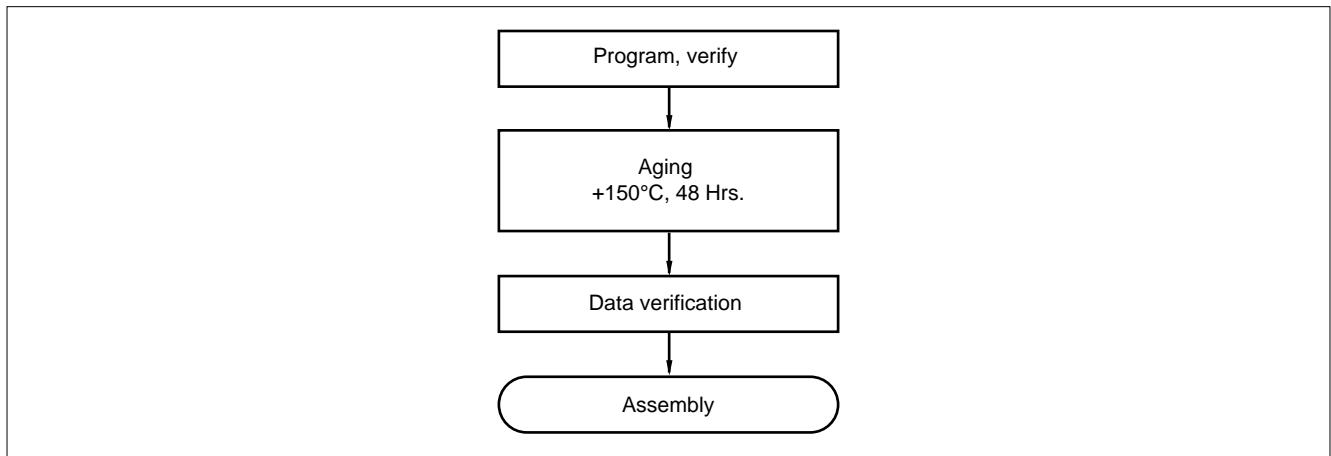 Program, verify
Aging
+150°C, 48 Hrs.
Data verification
Assembly